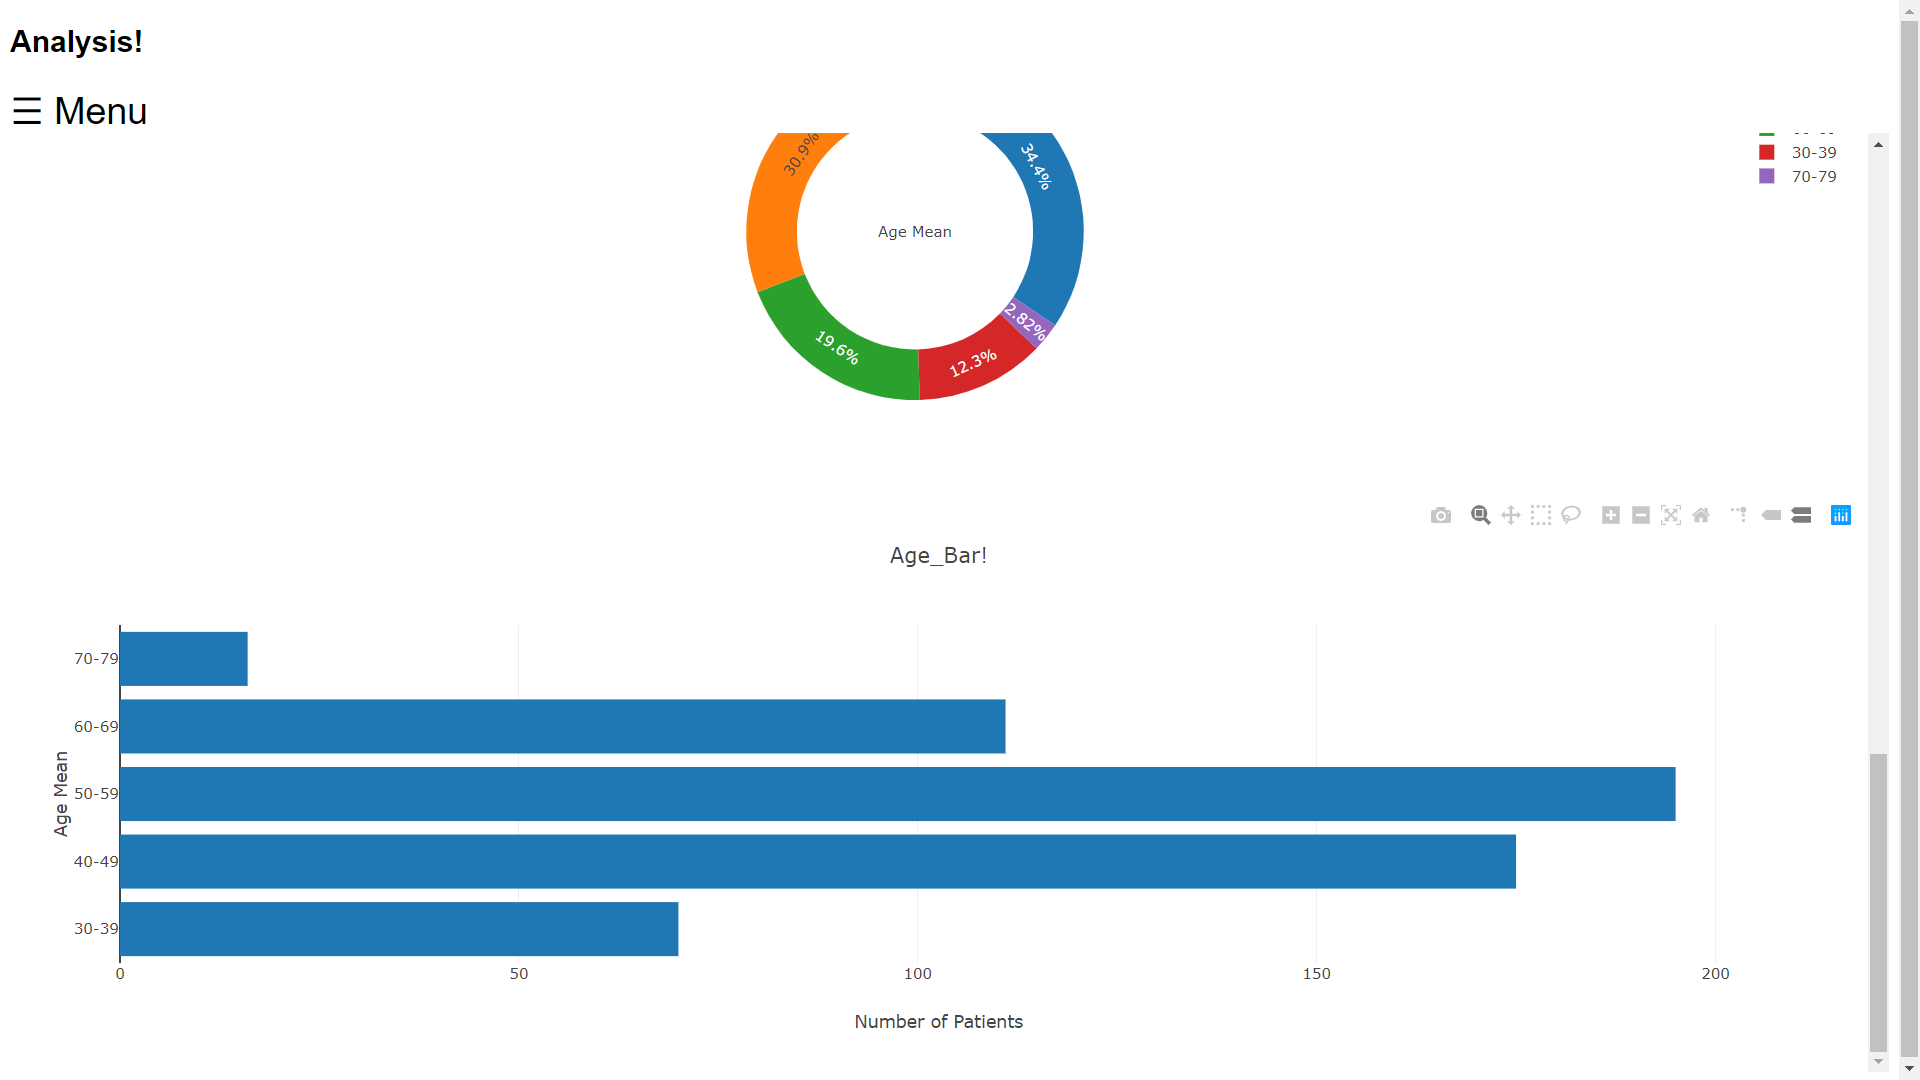 Analysis!
☰ Menu
30.9%
34.4%
30-39
70-79
Age Mean
2.82%
19.6%
12.3%
Age_Bar!
70-79
60-69
50-59
40-49
30-39
Age Mean
0 50 100 150 200
Number of Patients